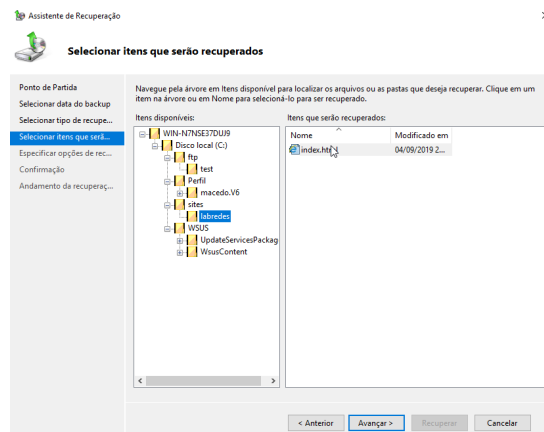 Assistente de Recuperação
Selecionar itens que serão recuperados
Ponto de Partida
Selecionar data do backup
Selecionar tipo de recupe...
Selecionar itens que serã...
Especificar opções de rec...
Confirmação
Andamento da recuperaç...
Navegue pela árvore em Itens disponível para localizar os arquivos ou as pastas que deseja recuperar. Clique em um
item na árvore ou em Nome para selecioná-lo para ser recuperado.
Itens disponíveis:
WIN-N7NSE37DUJ9
Disco local (C:)
ftp
test
Perfil
macedo.V6
sites
labredes
WSUS
UpdateServicesPackag
WsusContent
Itens que serão recuperados:
Nome Modificado em
index.html 04/09/2019 2...
< Anterior Avançar > Recuperar Cancelar